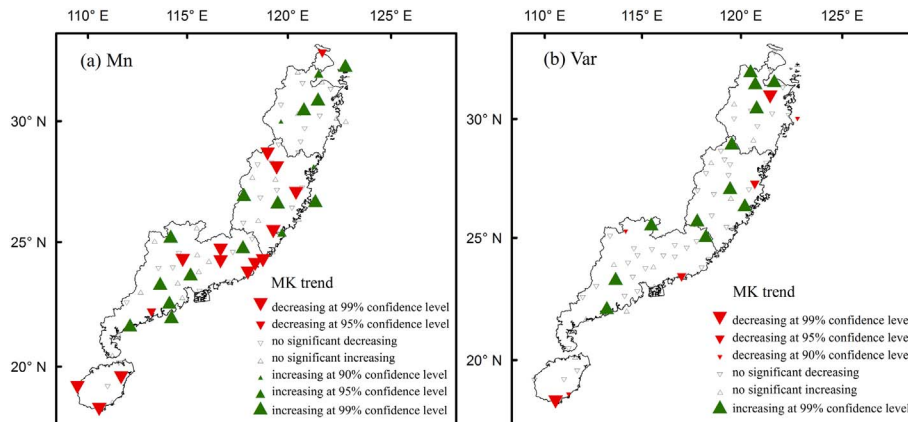 110° E 115° E 120° E 125° E
(a) Mn
30° N
25° N
20° N
MK trend
decreasing at 99% confidence level
decreasing at 95% confidence level
no significant decreasing
no significant increasing
increasing at 90% confidence level
increasing at 95% confidence level
increasing at 99% confidence level
110° E 115° E 120° E 125° E
(b) Var
30° N
25° N
20° N
MK trend
decreasing at 99% confidence level
decreasing at 95% confidence level
decreasing at 90% confidence level
no significant decreasing
no significant increasing
increasing at 99% confidence level